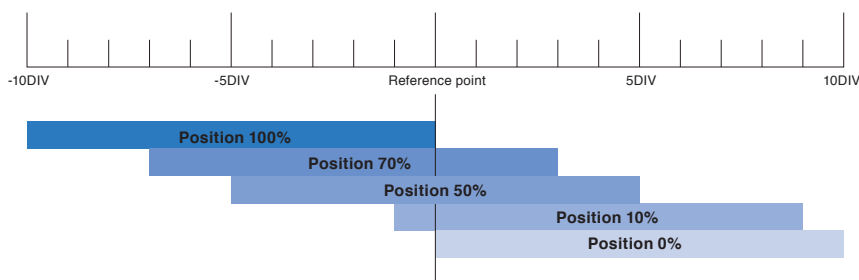 -10DIV -5DIV Reference point 5DIV 10DIV
Position 100%
Position 70%
Position 50%
Position 10%
Position 0%